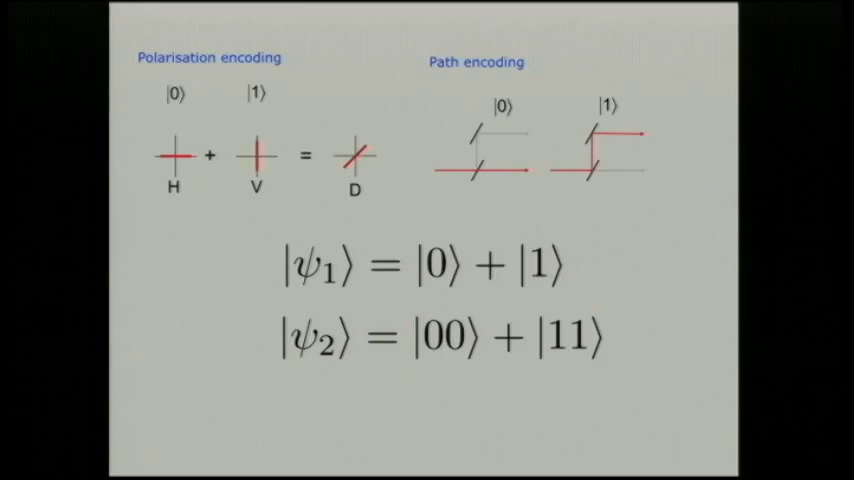 Polarisation encoding
|0⟩ |1⟩
+ =
H V D
Path encoding
|0⟩ |1⟩
|ψ₁⟩ = |0⟩ + |1⟩
|ψ₂⟩ = |00⟩ + |11⟩